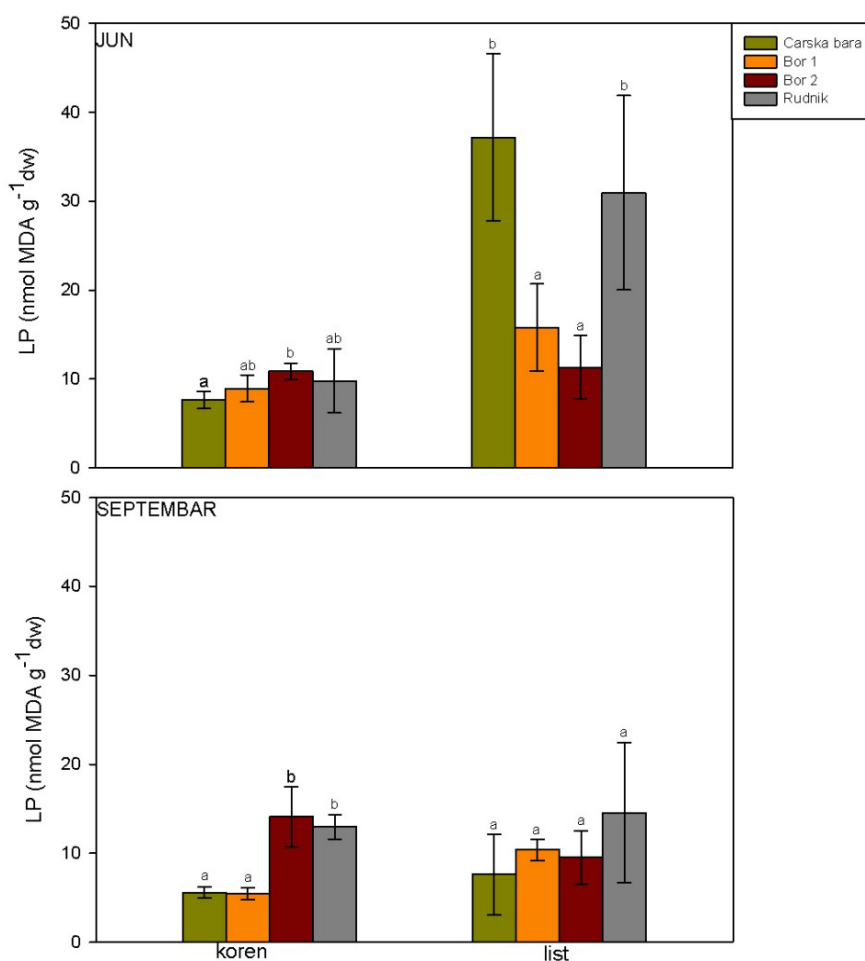 JUN
Carska bara
Bor 1
Bor 2
Rudnik
LP (nmol MDA g⁻¹dw)
50
40
30
20
10
0
a
ab
b
ab
b
a
a
b
SEPTEMBAR
LP (nmol MDA g⁻¹dw)
50
40
30
20
10
0
a
a
b
b
a
a
a
a
koren
list